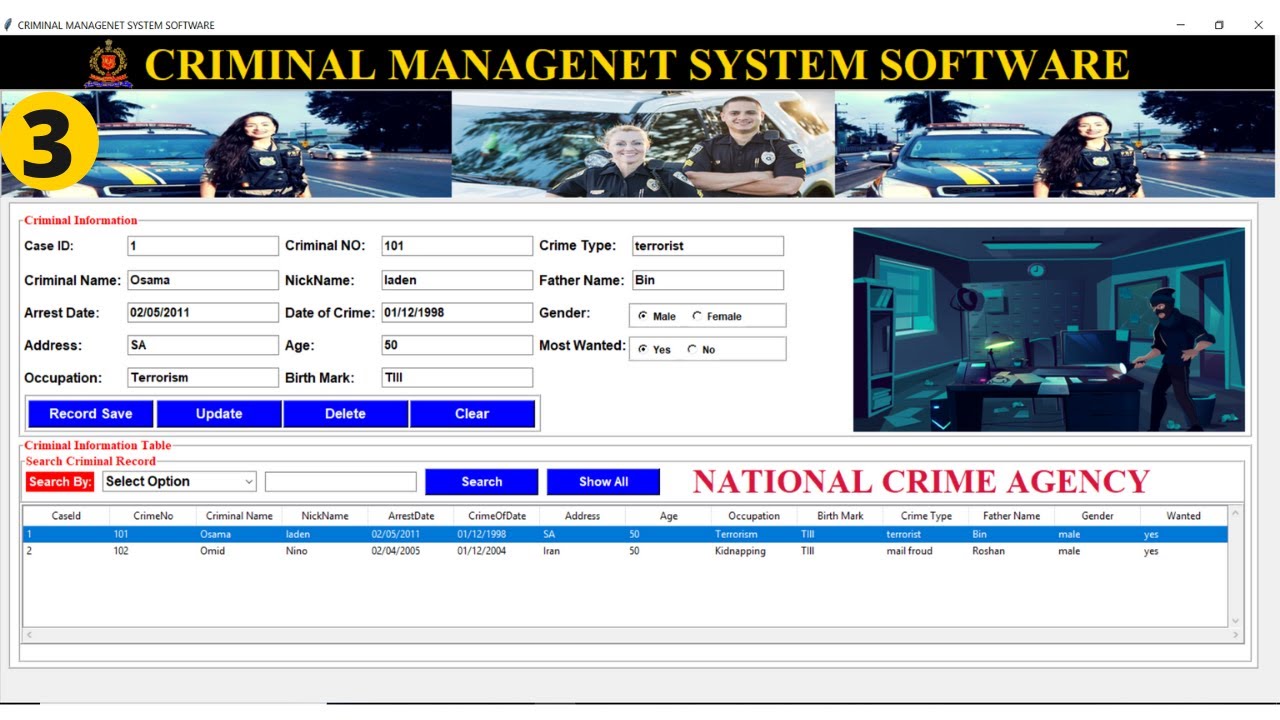 CRIMINAL MANAGENET SYSTEM SOFTWARE
CRIMINAL MANAGENET SYSTEM SOFTWARE
3
Criminal Information
Case ID: 1 Criminal NO: 101 Crime Type: terrorist
Criminal Name: Osama NickName: laden Father Name: Bin
Arrest Date: 02/05/2011 Date of Crime: 01/12/1998 Gender: Male Female
Address: SA Age: 50 Most Wanted: Yes No
Occupation: Terrorism Birth Mark: TIll
Record Save Update Delete Clear
Criminal Information Table
Search Criminal Record
Search By: Select Option Search Show All NATIONAL CRIME AGENCY
CaseId CrimeNo Criminal Name NickName ArrestDate CrimeOfDate Address Age Occupation Birth Mark Crime Type Father Name Gender Wanted
1 101 Osama laden 02/05/2011 01/12/1998 SA 50 Terrorism TIll terrorist Bin male yes
2 102 Omid Nino 02/04/2005 01/12/2004 Iran 50 Kidnapping TIll mail froud Roshan male yes